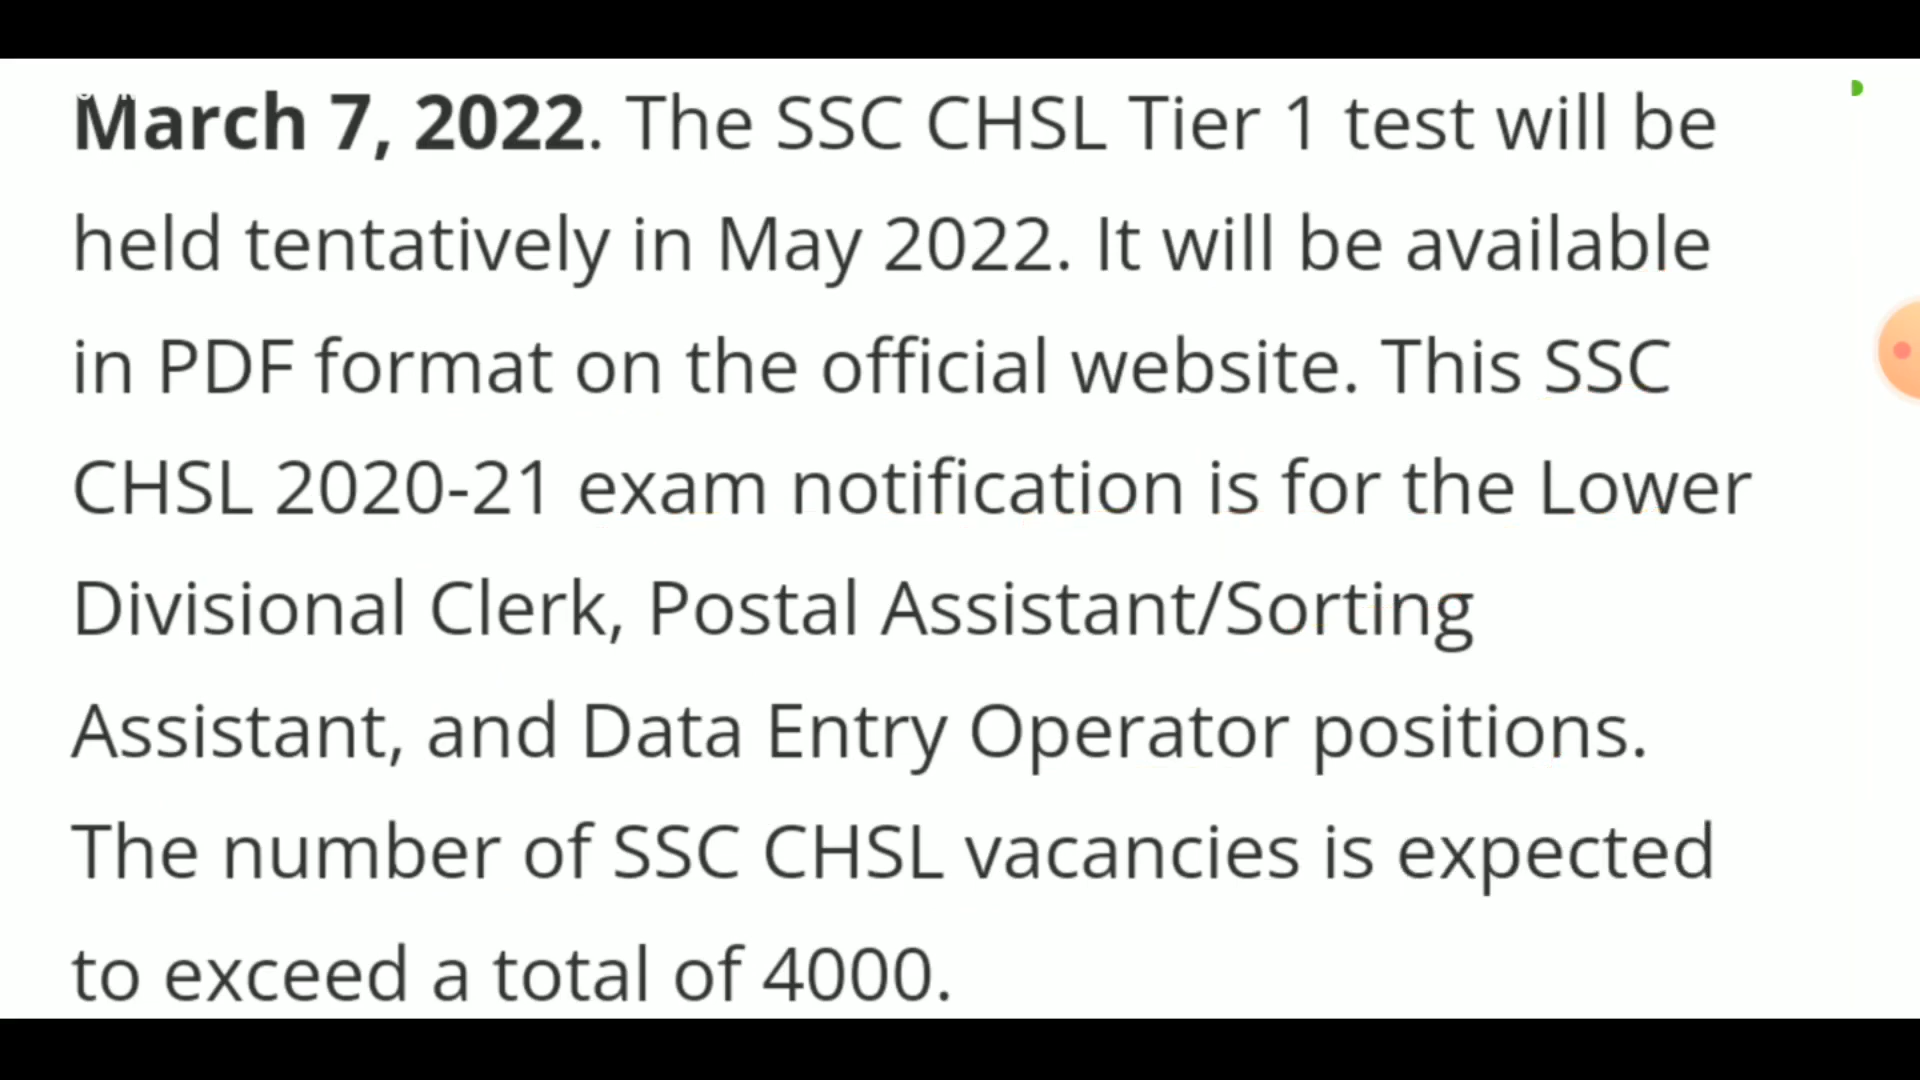 March 7, 2022. The SSC CHSL Tier 1 test will be
held tentatively in May 2022. It will be available
in PDF format on the official website. This SSC
CHSL 2020-21 exam notification is for the Lower
Divisional Clerk, Postal Assistant/Sorting
Assistant, and Data Entry Operator positions.
The number of SSC CHSL vacancies is expected
to exceed a total of 4000.